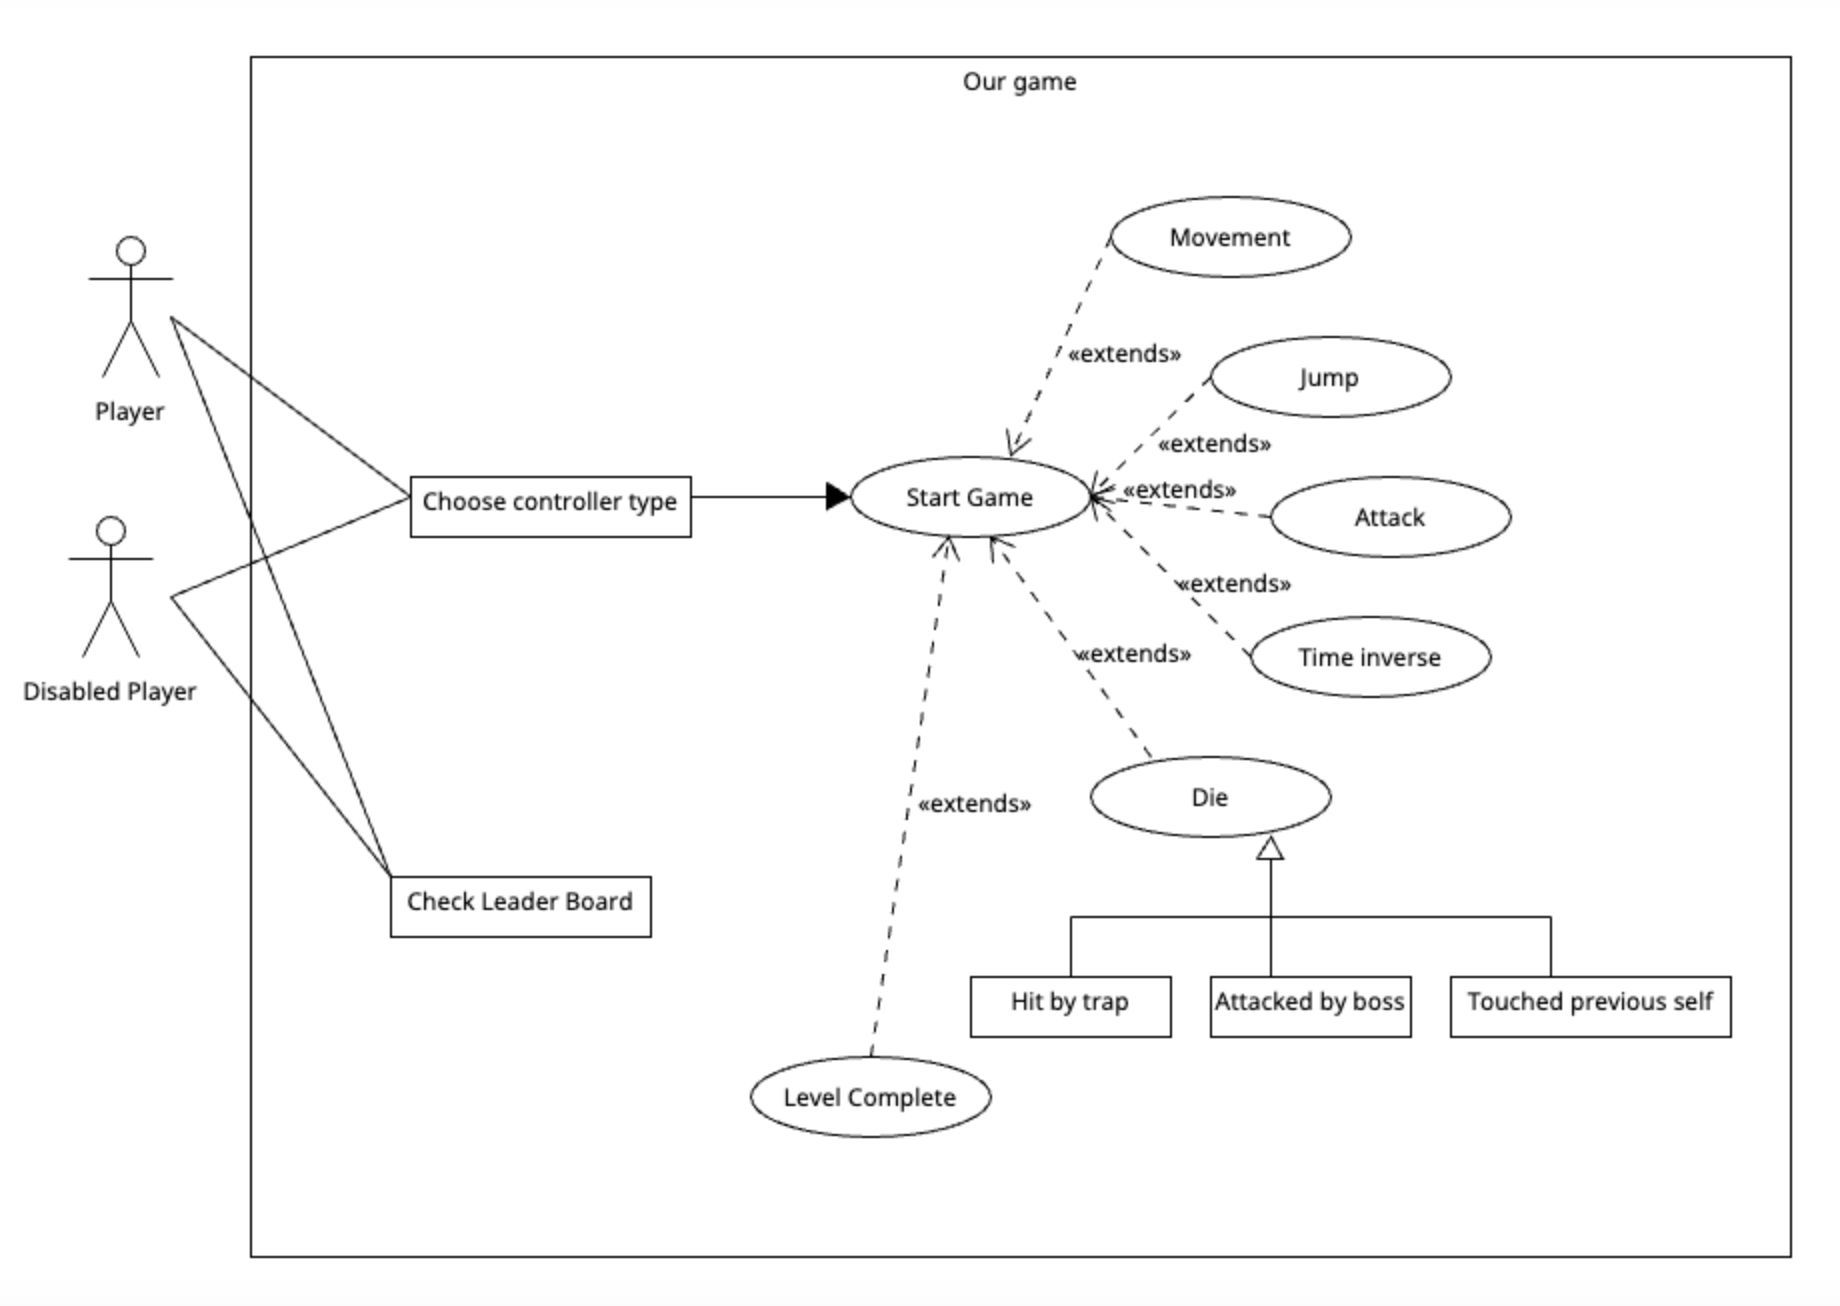 Our game
Movement
«extends»
Jump
Player
«extends»
«extends»
Choose controller type
Start Game
Attack
«extends»
«extends»
Time inverse
Disabled Player
Die
«extends»
Check Leader Board
Hit by trap
Attacked by boss
Touched previous self
Level Complete